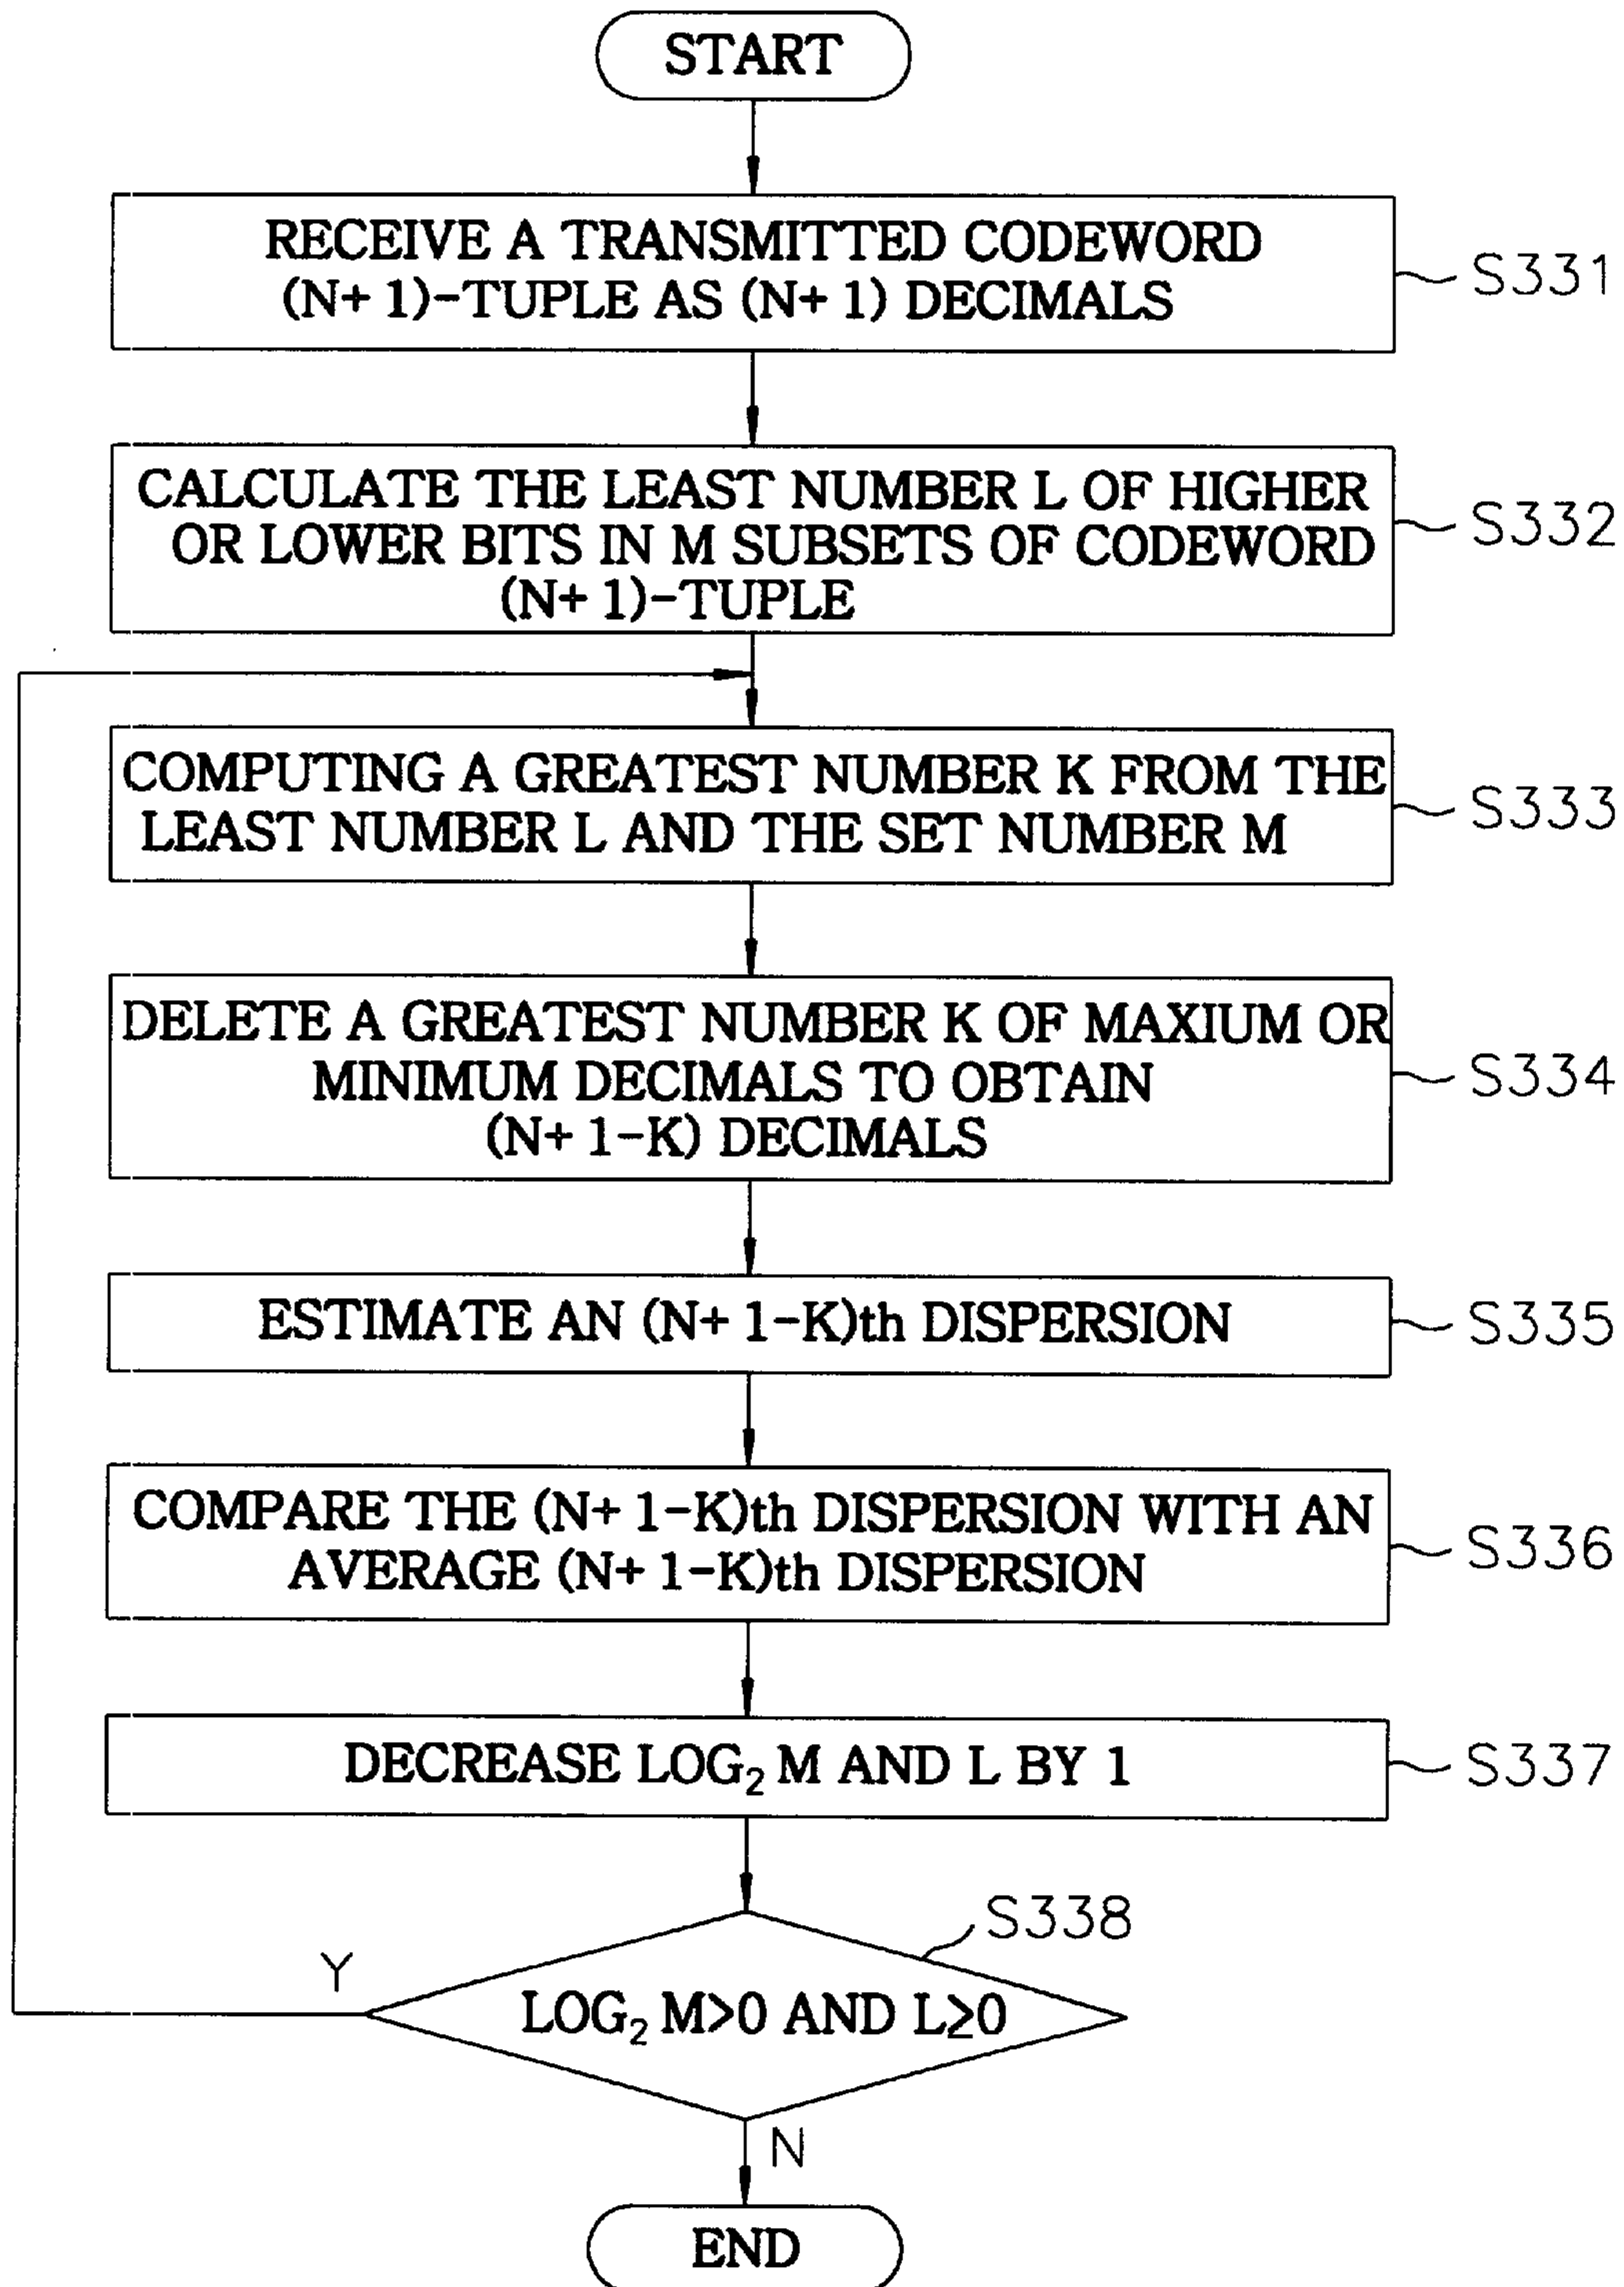 START
RECEIVE A TRANSMITTED CODEWORD
(N+1)-TUPLE AS (N+1) DECIMALS
S331
CALCULATE THE LEAST NUMBER L OF HIGHER
OR LOWER BITS IN M SUBSETS OF CODEWORD
(N+1)-TUPLE
S332
COMPUTING A GREATEST NUMBER K FROM THE
LEAST NUMBER L AND THE SET NUMBER M
S333
DELETE A GREATEST NUMBER K OF MAXIUM OR
MINIMUM DECIMALS TO OBTAIN
(N+1-K) DECIMALS
S334
ESTIMATE AN (N+1-K)th DISPERSION
S335
COMPARE THE (N+1-K)th DISPERSION WITH AN
AVERAGE (N+1-K)th DISPERSION
S336
DECREASE LOG₂ M AND L BY 1
S337
S338
Y
LOG₂ M>0 AND L≥0
N
END